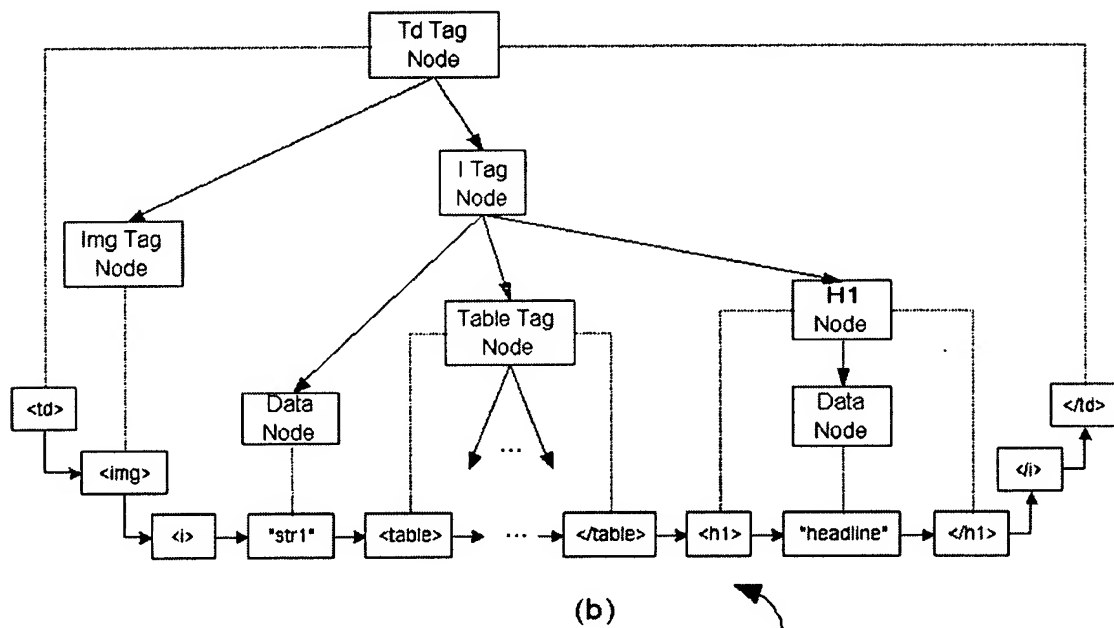 Td Tag
Node
I Tag
Node
Img Tag
Node
H1
Node
Table Tag
Node
<td>
Data
Node
Data
Node
</td>
...
<img>
</i>
<i>
"str1"
<table>
...
</table>
<h1>
"headline"
</h1>
(b)